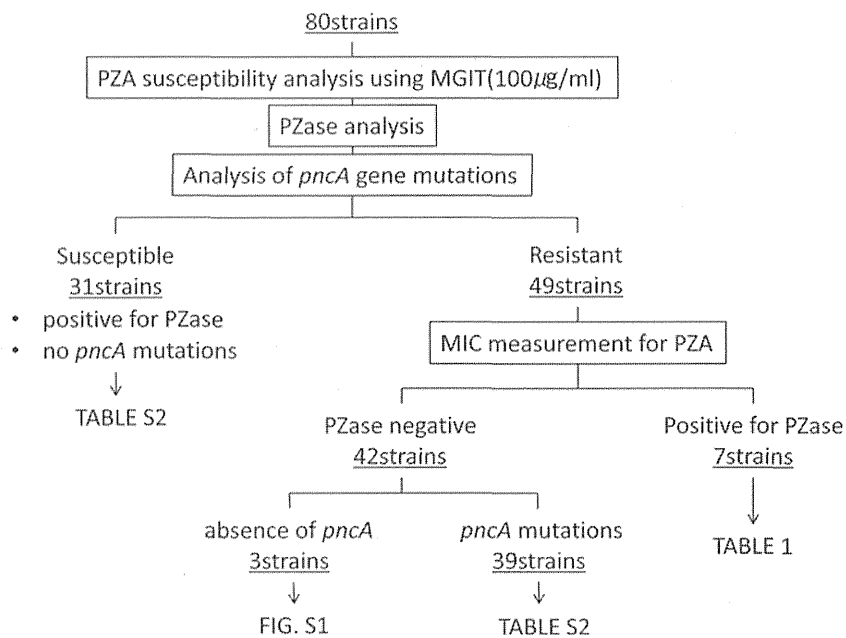 80strains
PZA susceptibility analysis using MGIT(100μg/ml)
PZase analysis
Analysis of pncA gene mutations
Susceptible
31strains
• positive for PZase
• no pncA mutations
TABLE S2
Resistant
49strains
MIC measurement for PZA
PZase negative
42strains
Positive for PZase
7strains
absence of pncA
3strains
FIG. S1
pncA mutations
39strains
TABLE S2
TABLE 1